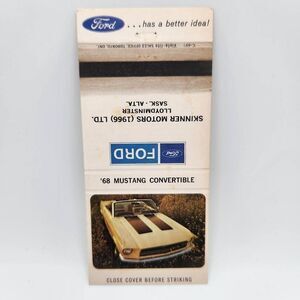 Ford ...has a better idea!
SKINNER MOTORS (1966) LTD.
LLOYDMINSTER
SASK. - ALTA.
Ford FORD
'68 MUSTANG CONVERTIBLE
CLOSE COVER BEFORE STRIKING